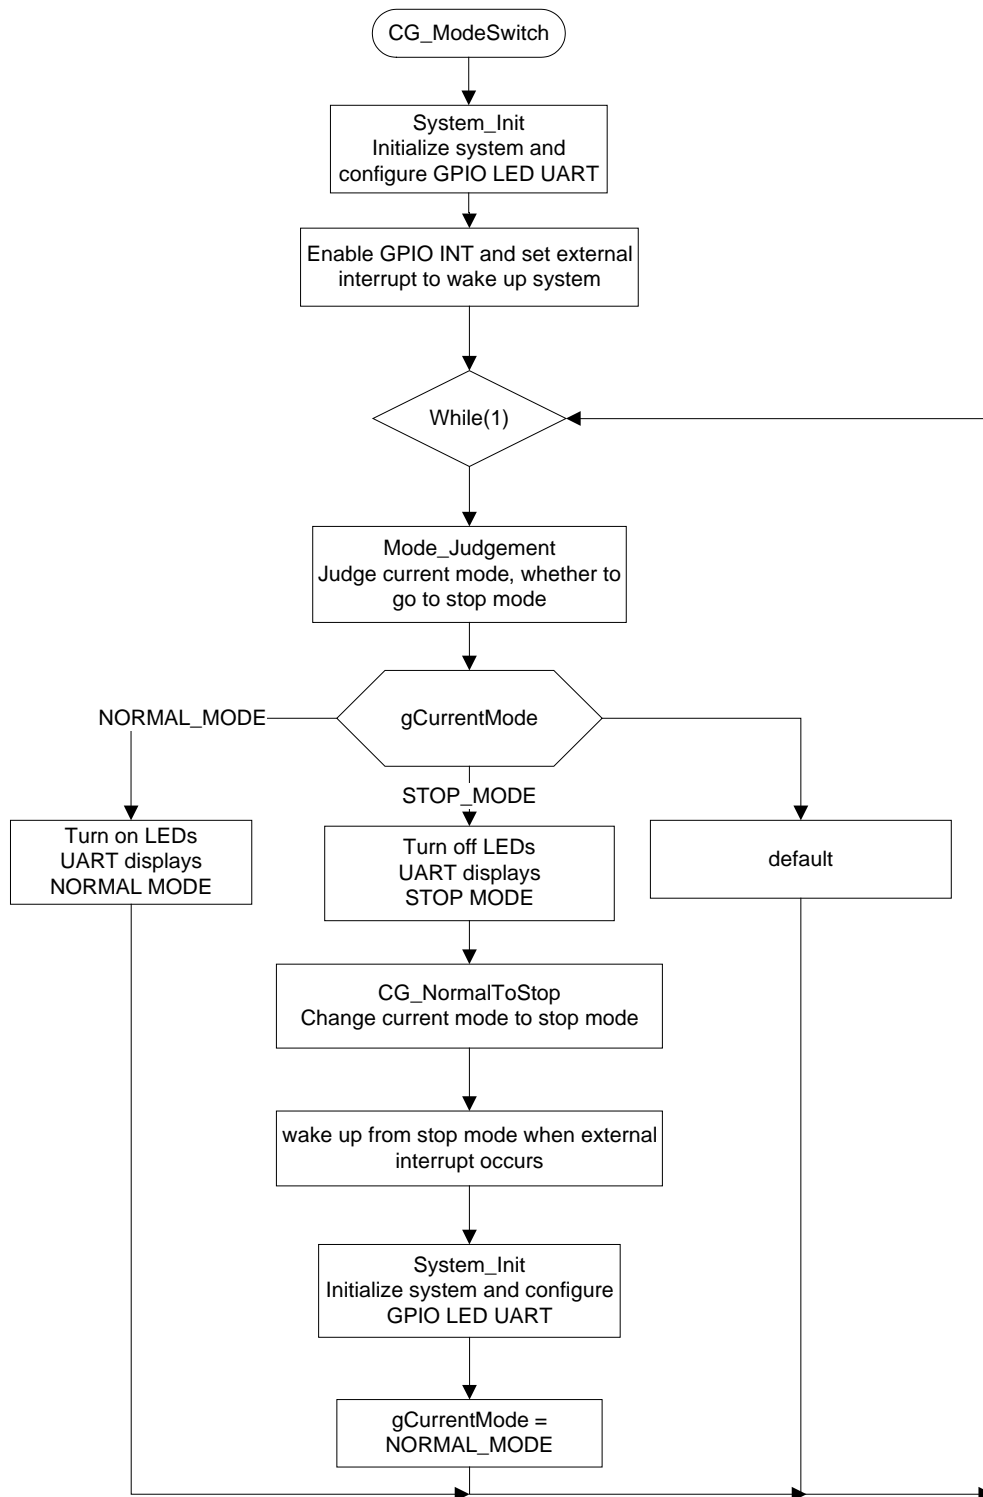 CG_ModeSwitch
System_Init
Initialize system and
configure GPIO LED UART
Enable GPIO INT and set external
interrupt to wake up system
While(1)
Mode_Judgement
Judge current mode, whether to
go to stop mode
gCurrentMode
NORMAL_MODE
STOP_MODE
Turn on LEDs
UART displays
NORMAL MODE
Turn off LEDs
UART displays
STOP MODE
default
CG_NormalToStop
Change current mode to stop mode
wake up from stop mode when external
interrupt occurs
System_Init
Initialize system and configure
GPIO LED UART
gCurrentMode =
NORMAL_MODE